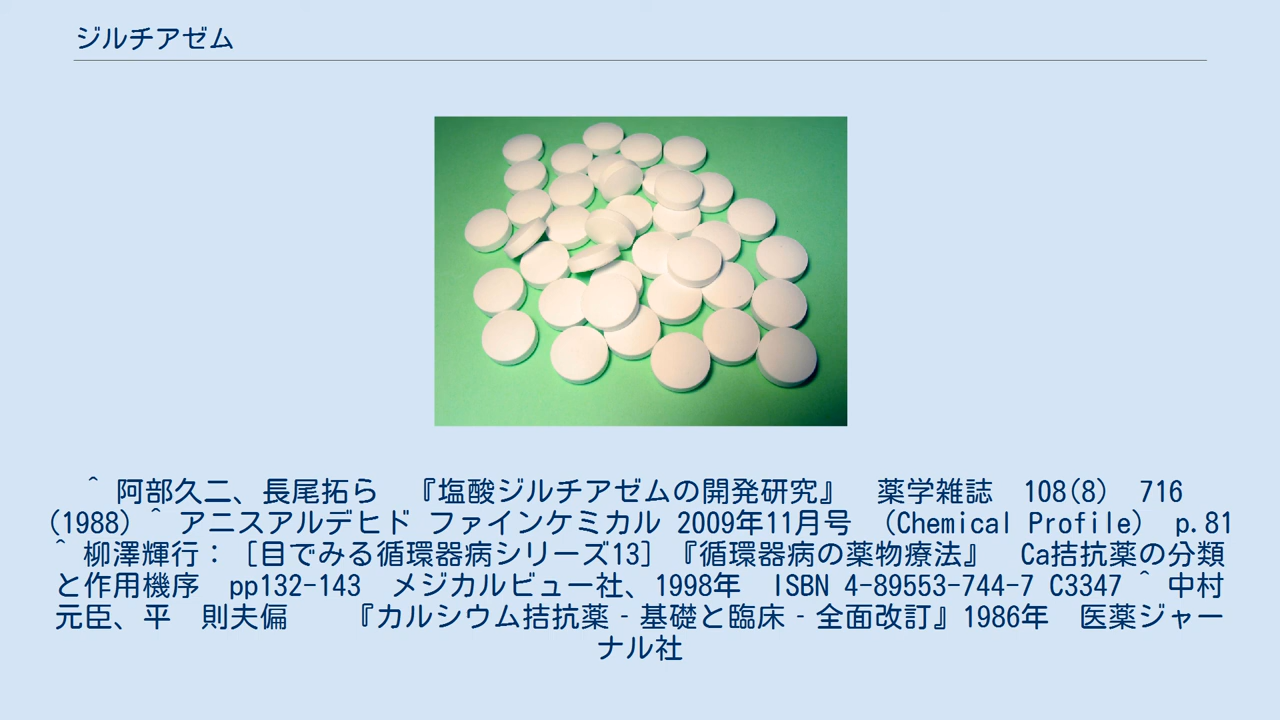 ジルチアゼム
^ 阿部久二、長尾拓ら　『塩酸ジルチアゼムの開発研究』　薬学雑誌　108(8)　716
(1988) ^ アニスアルデヒド ファインケミカル 2009年11月号　(Chemical Profile)　p.81
^ 柳澤輝行：［目でみる循環器病シリーズ13］『循環器病の薬物療法』　Ca拮抗薬の分類
と作用機序　pp132-143　メジカルビュー社、1998年　ISBN 4-89553-744-7 C3347 ^ 中村
元臣、平　則夫偏　　『カルシウム拮抗薬‐基礎と臨床‐全面改訂』1986年　医薬ジャー
ナル社